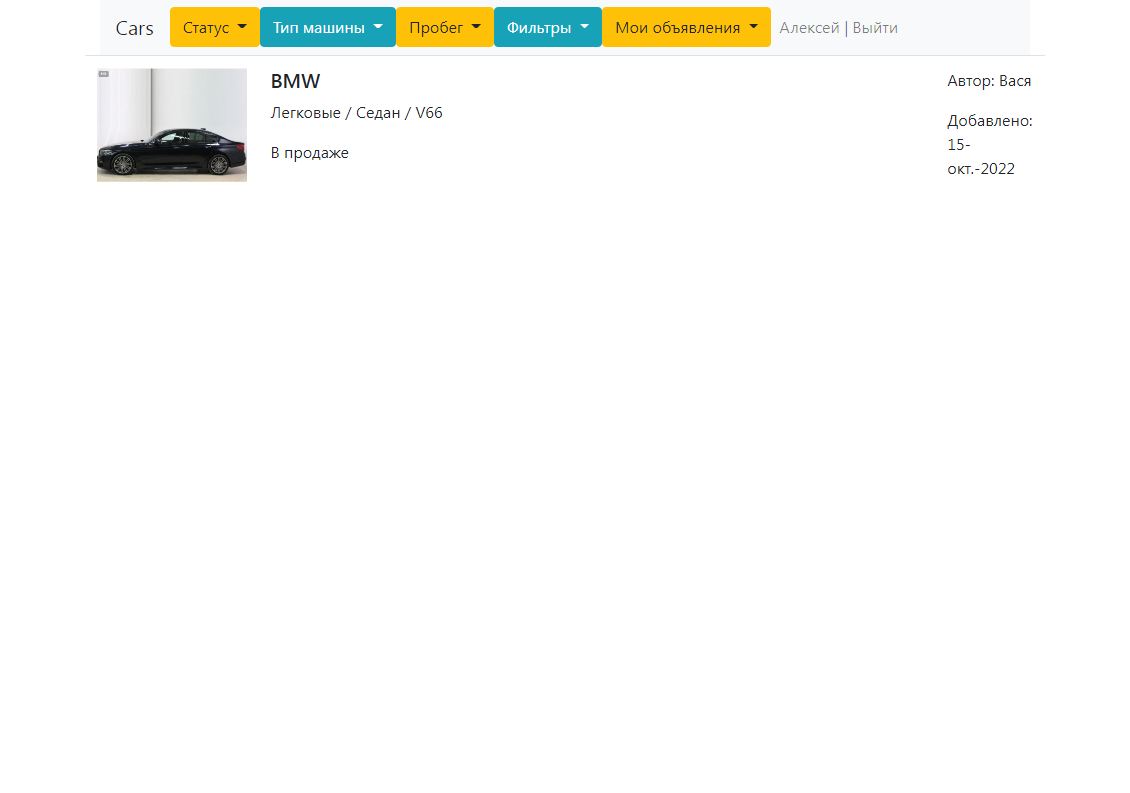 Cars Статус Тип машины Пробег Фильтры Мои объявления Алексей | Выйти
BMW
Легковые / Седан / V66
В продаже
Автор: Вася
Добавлено:
15-
окт.-2022